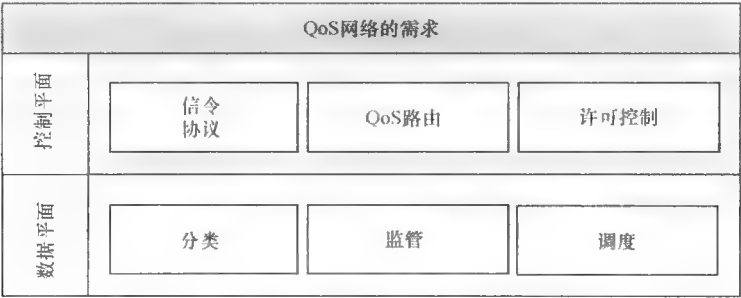 QoS网络的需求
控制平面
信令
协议
QoS路由
许可控制
数据平面
分类
监管
调度